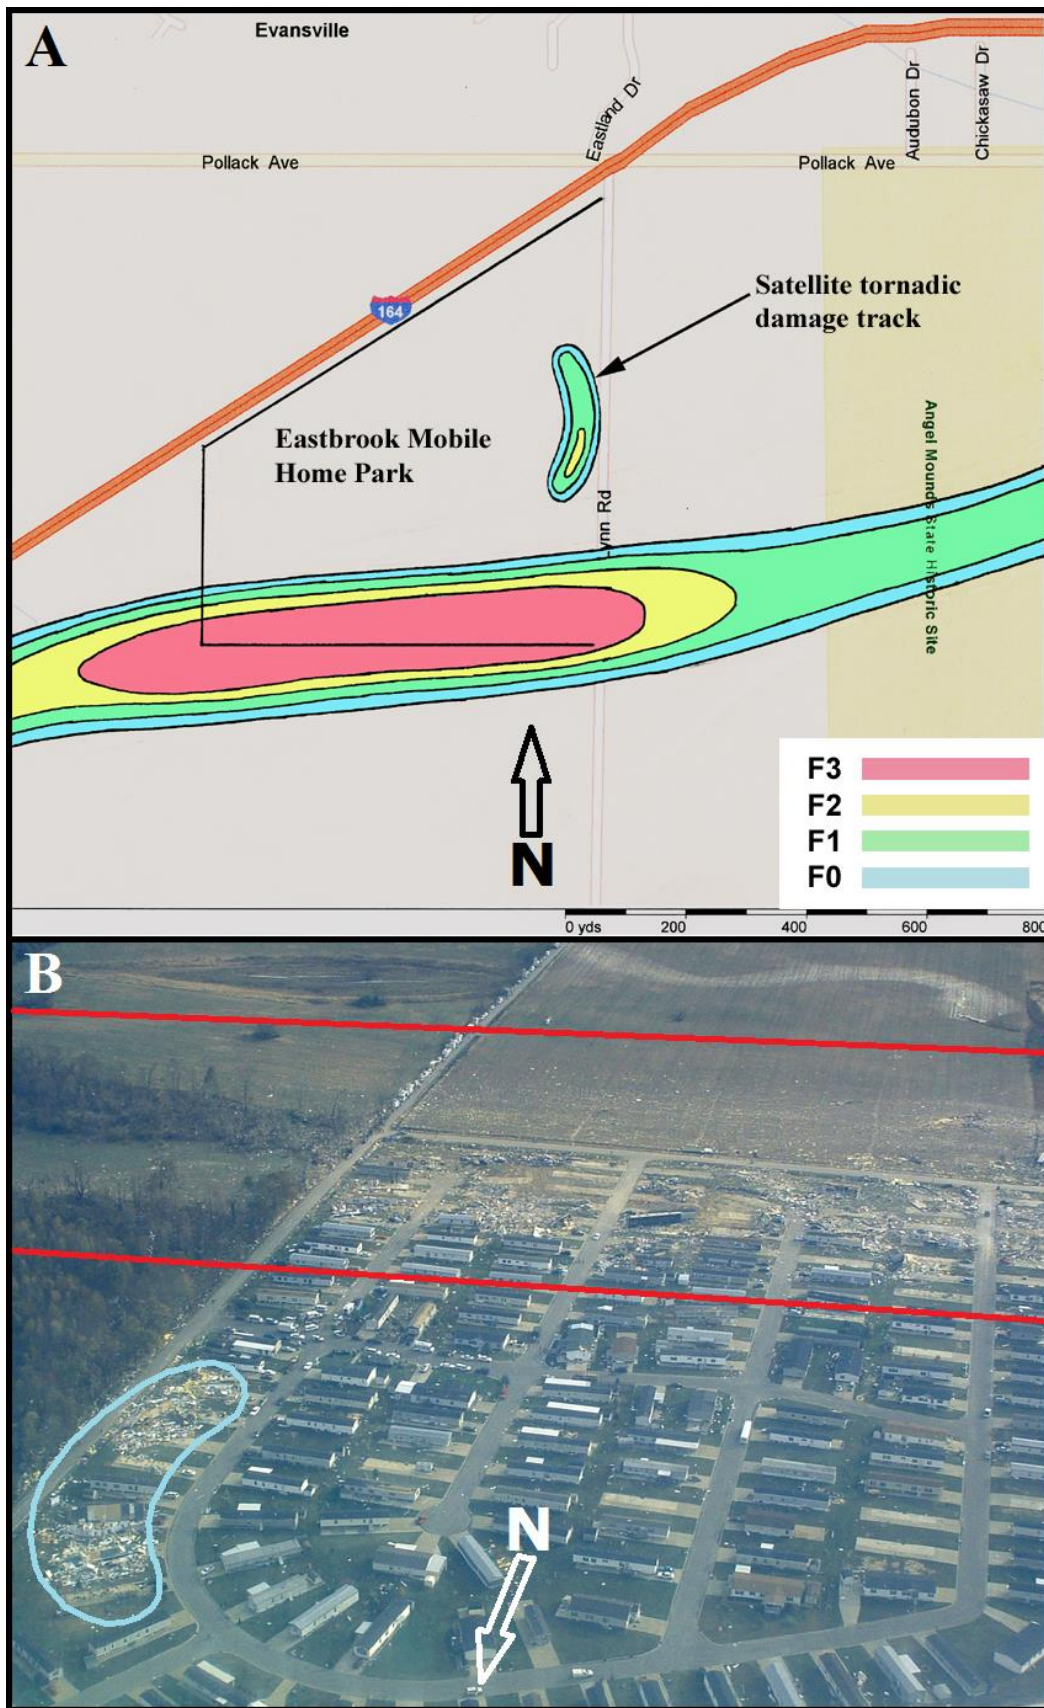 A
Evansville
Eastland Dr
Audubon Dr
Chickasaw Dr
Pollack Ave
Pollack Ave
164
Satellite tornadic
damage track
Eastbrook Mobile
Home Park
Angel Mounds State Historic Site
ynn Rd
N
F3
F2
F1
F0
0 yds 200 400 600 800
B
N